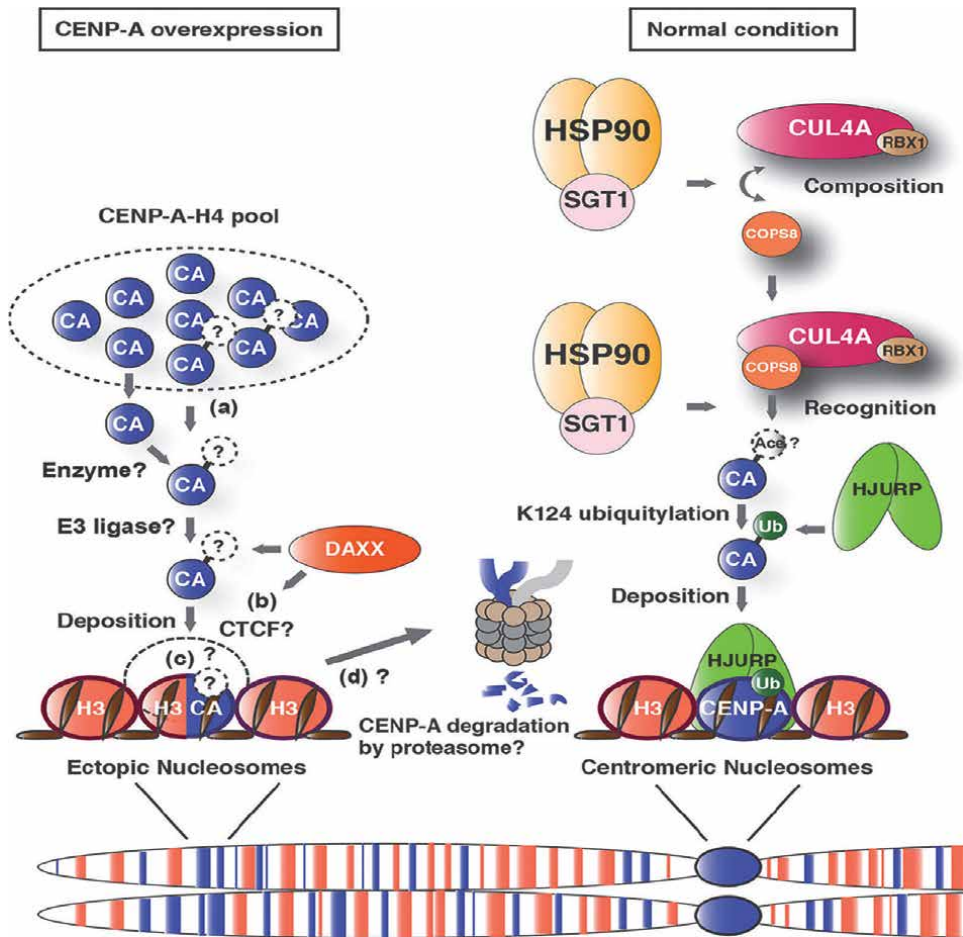 CENP-A overexpression
CENP-A-H4 pool
CA
CA
CA
CA
CA
CA
CA
?
?
CA
CA
CA
(a)
CA
?
Enzyme?
CA
E3 ligase?
?
CA
DAXX
(b)
Deposition
CTCF?
(c)
?
?
(d) ?
H3
H3
CA
H3
CENP-A degradation
by proteasome?
Ectopic Nucleosomes
Normal condition
HSP90
SGT1
CUL4A
RBX1
Composition
COPS8
HSP90
SGT1
CUL4A
RBX1
COPS8
Recognition
Ace ?
CA
HJURP
K124 ubiquitylation
Ub
CA
Deposition
HJURP
Ub
H3
CENP-A
H3
Centromeric Nucleosomes